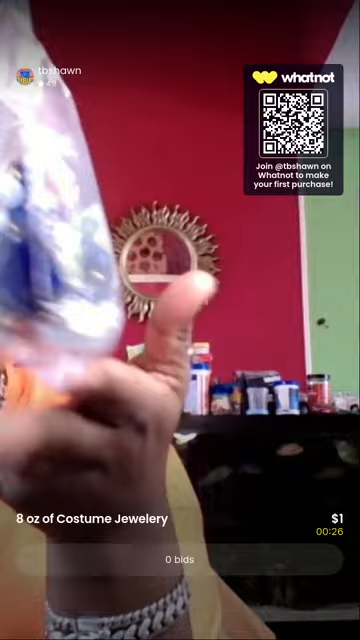 tbshawn
whatnot
Join @tbshawn on
Whatnot to make
your first purchase!
8 oz of Costume Jewelery
$1
00:26
0 bids